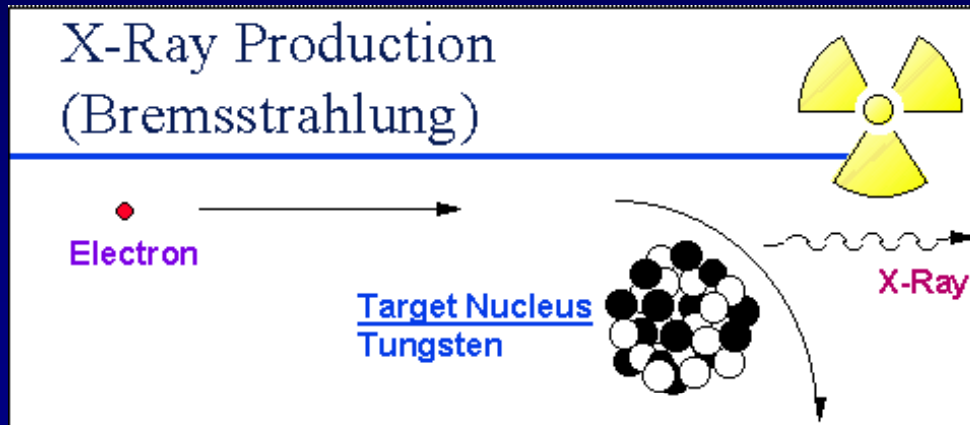 X-Ray Production
(Bremsstrahlung)
Electron
X-Ray
Target Nucleus
Tungsten